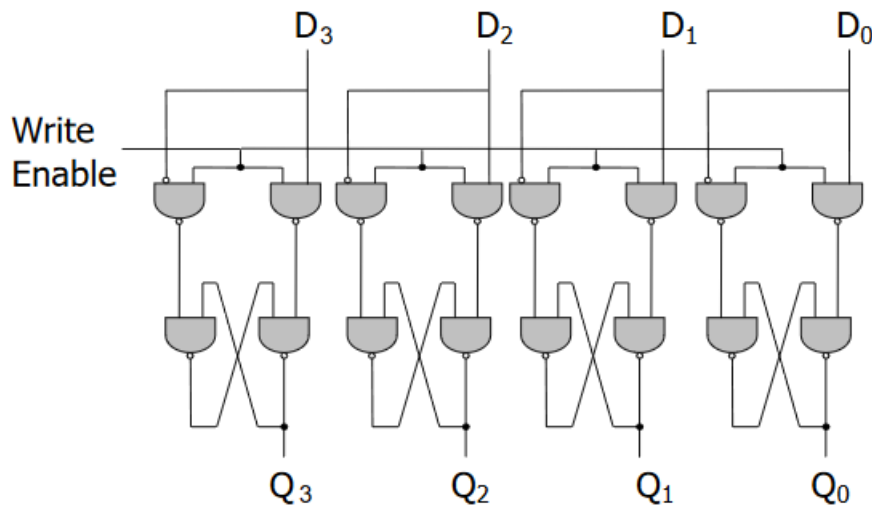 D₃ D₂ D₁ D₀
Write
Enable
Q₃ Q₂ Q₁ Q₀